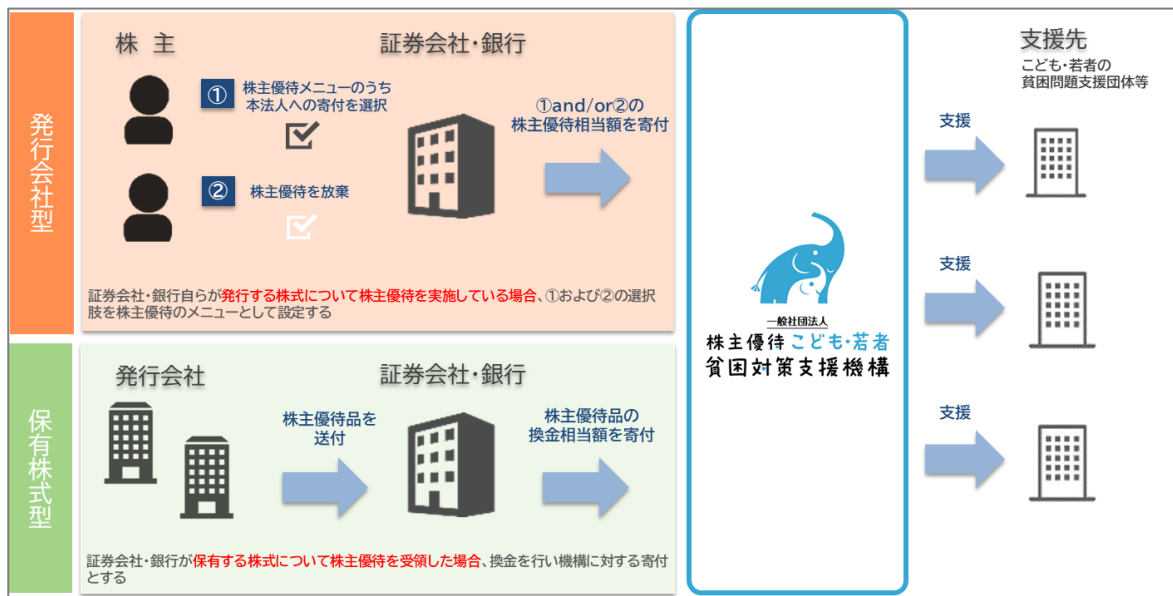 発行会社型
株 主
証券会社・銀行
①
株主優待メニューのうち
本法人への寄付を選択
②
株主優待を放棄
①and/or②の
株主優待相当額を寄付
証券会社・銀行自らが発行する株式について株主優待を実施している場合、①および②の選択
肢を株主優待のメニューとして設定する
保有株式型
発行会社
証券会社・銀行
株主優待品を
送付
株主優待品の
換金相当額を寄付
証券会社・銀行が保有する株式について株主優待を受領した場合、換金を行い機構に対する寄付
とする
一般社団法人
株主優待 こども・若者
貧困対策支援機構
支援先
こども・若者の
貧困問題支援団体等
支援
支援
支援